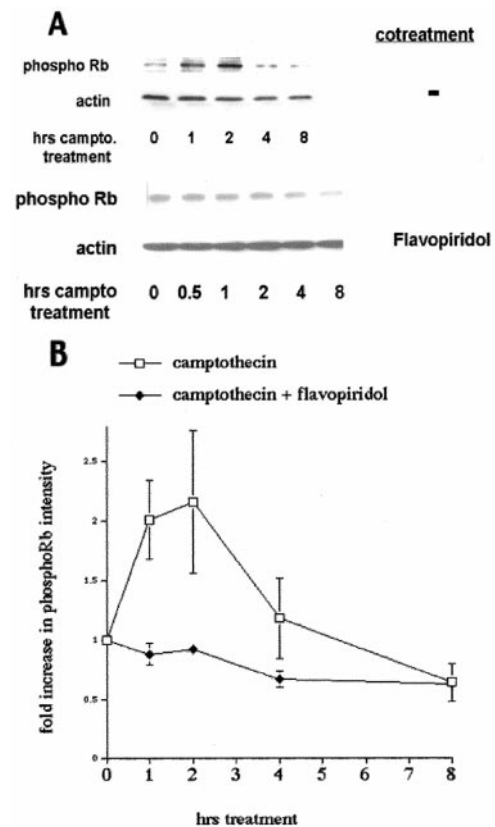 A
cotreatment
phospho Rb
actin
-
hrs campto. 0 1 2 4 8
treatment
phospho Rb
actin Flavopiridol
hrs campto 0 0.5 1 2 4 8
treatment
B
camptothecin
camptothecin + flavopiridol
fold increase in phosphoRb intensity
2.5
2
1.5
1
0.5
0
0 1 2 3 4 5 6 7 8
hrs treatment